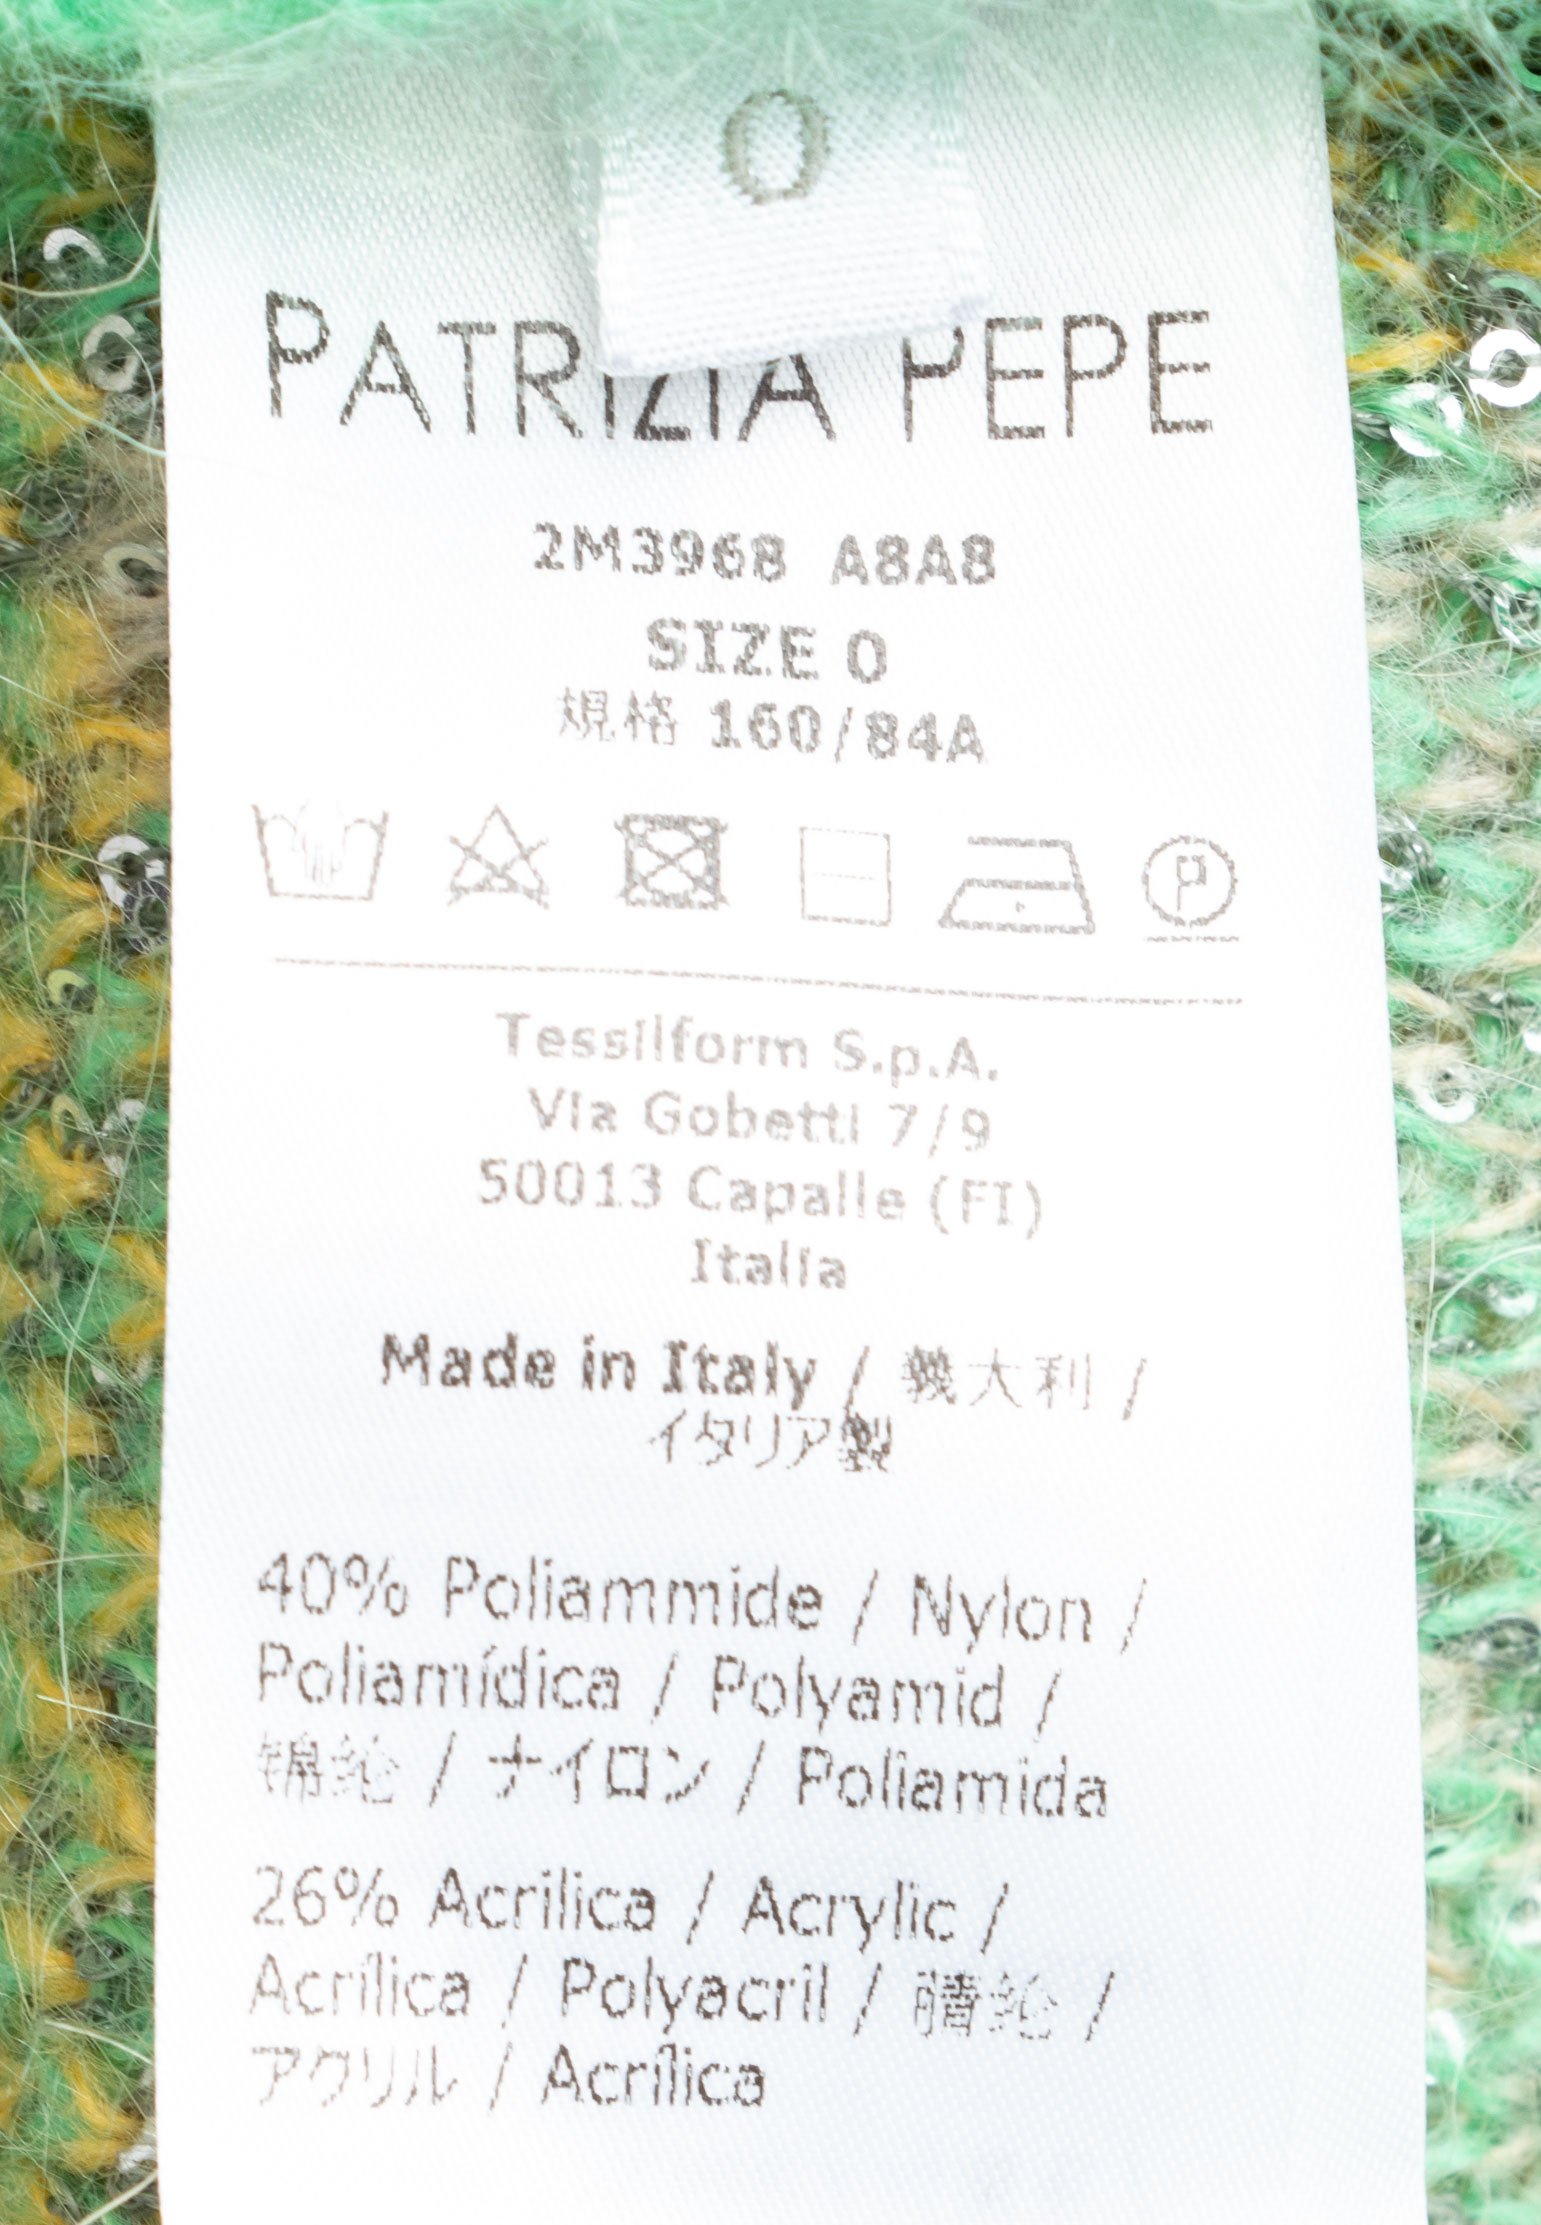 0
PATRIZIA PEPE
2M3968 A8A8
SIZE 0
規格 160/84A
P
Tessilform S.p.A.
Via Gobetti 7/9
50013 Capalle (FI)
Italia
Made in Italy / 義大利 /
イタリア製
40% Poliammide / Nylon /
Poliamídica / Polyamid /
锦纶 / ナイロン / Poliamida
26% Acrilica / Acrylic /
Acrílica / Polyacril / 腈纶 /
アクリル / Acrílica